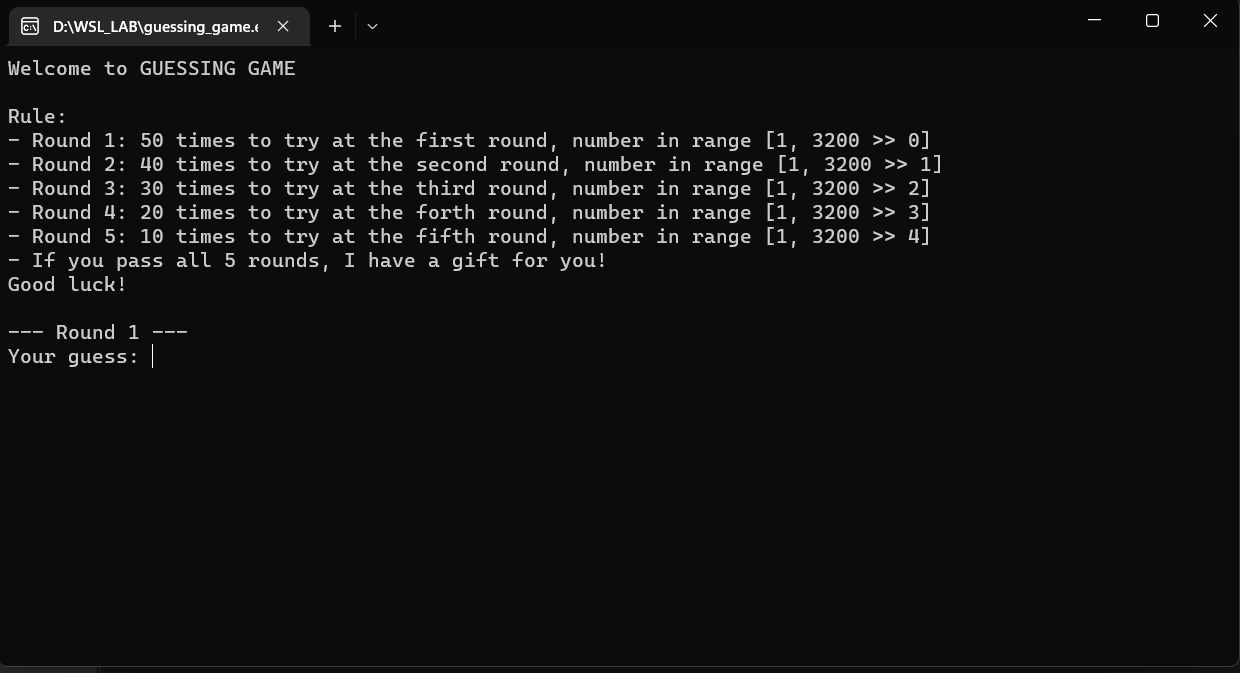 D:\WSL_LAB\guessing_game.e
Welcome to GUESSING GAME
Rule:
- Round 1: 50 times to try at the first round, number in range [1, 3200 >> 0]
- Round 2: 40 times to try at the second round, number in range [1, 3200 >> 1]
- Round 3: 30 times to try at the third round, number in range [1, 3200 >> 2]
- Round 4: 20 times to try at the forth round, number in range [1, 3200 >> 3]
- Round 5: 10 times to try at the fifth round, number in range [1, 3200 >> 4]
- If you pass all 5 rounds, I have a gift for you!
Good luck!
--- Round 1 ---
Your guess: